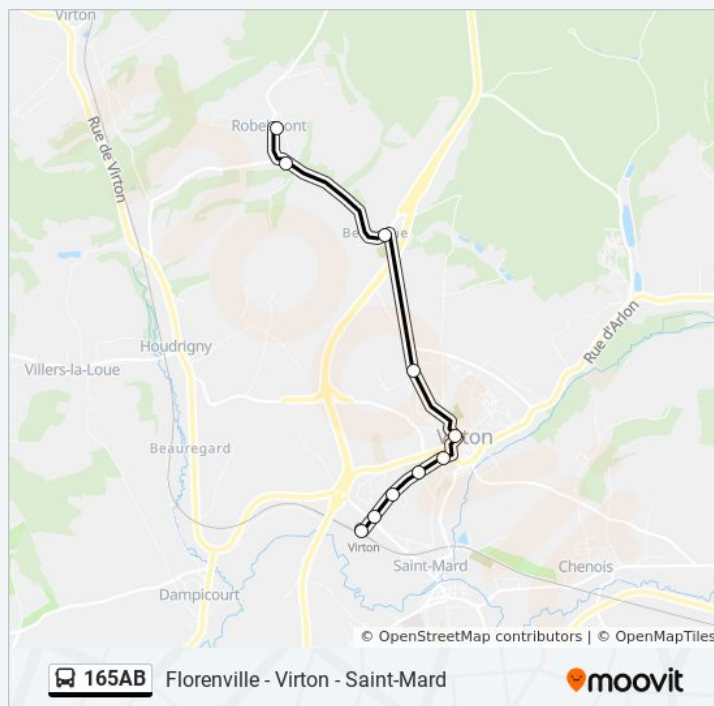 Virton
Robelmont
Rue de Virton
Houdrigny
Rue d'Arlon
Villers-la-Loue
Virton
Beauregard
Virton
Saint-Mard
Chenois
Dampicourt
© OpenStreetMap contributors | © OpenMapTiles
165AB
Florenville - Virton - Saint-Mard
moovit